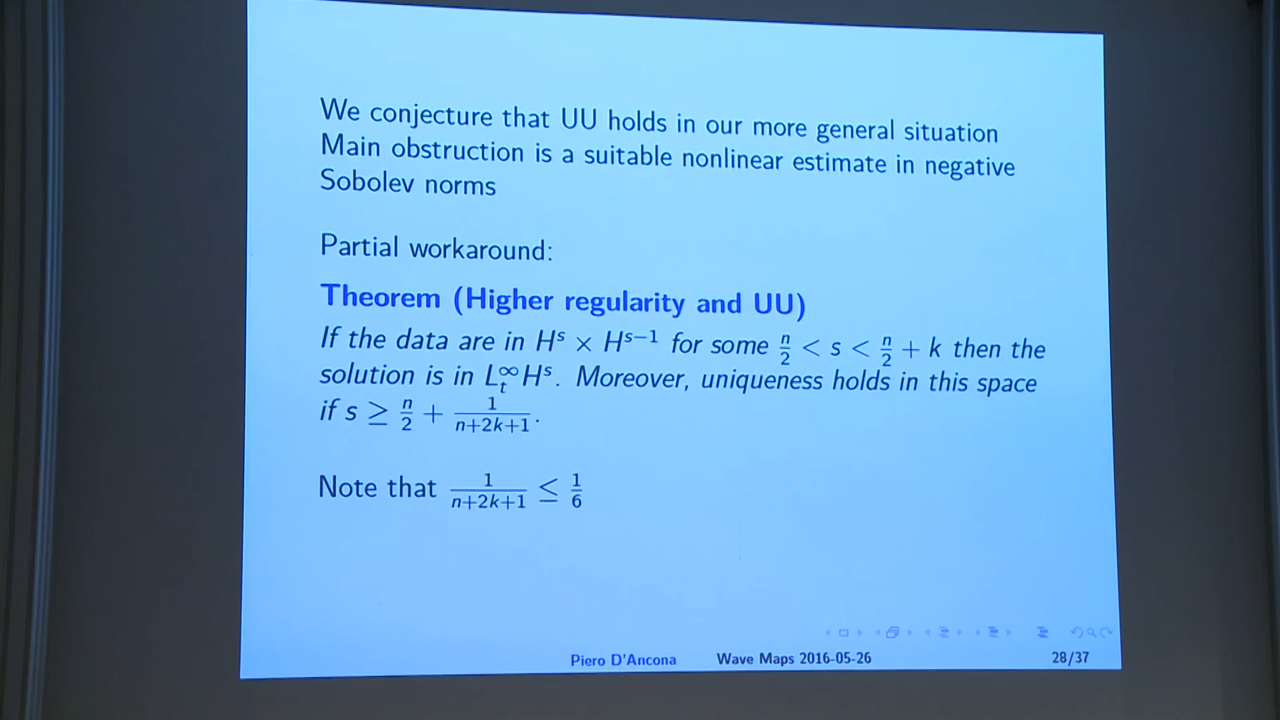 We conjecture that UU holds in our more general situation
Main obstruction is a suitable nonlinear estimate in negative
Sobolev norms
Partial workaround:
Theorem (Higher regularity and UU)
If the data are in H^s × H^{s−1} for some n/2 < s < n/2 + k then the
solution is in L_t^∞ H^s. Moreover, uniqueness holds in this space
if s ≥ n/2 + 1/(n+2k+1).
Note that 1/(n+2k+1) ≤ 1/6
Piero D'Ancona Wave Maps 2016-05-26 28/37